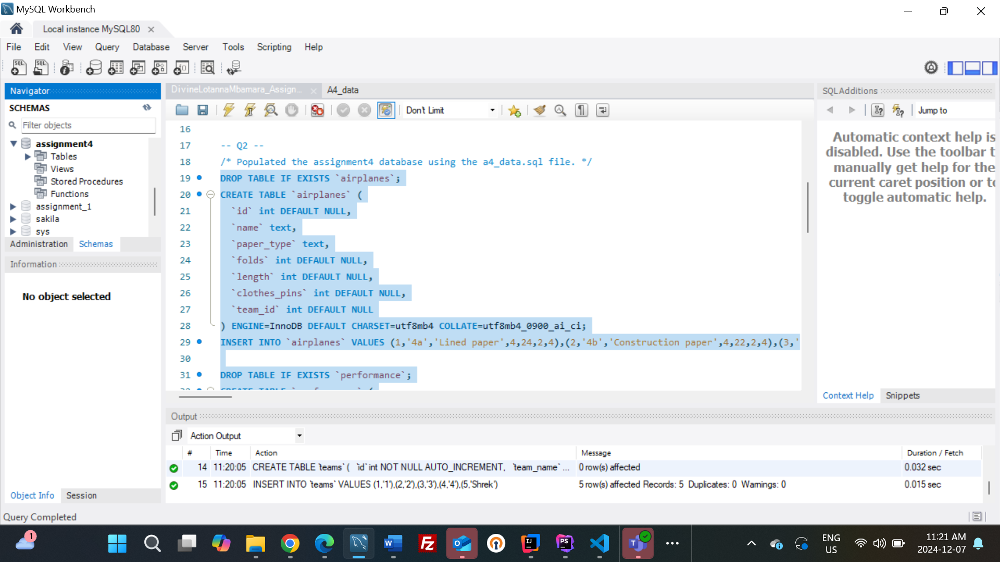 MySQL Workbench
Local instance MySQL80
File Edit View Query Database Server Tools Scripting Help
Navigator
SCHEMAS
Filter objects
assignment4
Tables
Views
Stored Procedures
Functions
assignment_1
sakila
sys
Administration Schemas
Information
No object selected
Object Info Session
DivineLotannaMbamara_Assign... A4_data
Don't Limit
16
17 -- Q2 --
18 /* Populated the assignment4 database using the a4_data.sql file. */
19 DROP TABLE IF EXISTS `airplanes`;
20 CREATE TABLE `airplanes` (
21 `id` int DEFAULT NULL,
22 `name` text,
23 `paper_type` text,
24 `folds` int DEFAULT NULL,
25 `length` int DEFAULT NULL,
26 `clothes_pins` int DEFAULT NULL,
27 `team_id` int DEFAULT NULL
28 ) ENGINE=InnoDB DEFAULT CHARSET=utf8mb4 COLLATE=utf8mb4_0900_ai_ci;
29 INSERT INTO `airplanes` VALUES (1,'4a','Lined paper',4,24,2,4),(2,'4b','Construction paper',4,22,2,4),(3,'
30
31 DROP TABLE IF EXISTS `performance`;
SQLAdditions
Jump to
Automatic context help is
disabled. Use the toolbar t
manually get help for the
current caret position or to
toggle automatic help.
Context Help Snippets
Output
Action Output
# Time Action Message Duration / Fetch
14 11:20:05 CREATE TABLE `teams` ( `id` int NOT NULL AUTO_INCREMENT, `team_name` ... 0 row(s) affected 0.032 sec
15 11:20:05 INSERT INTO `teams` VALUES (1,'1'),(2,'2'),(3,'3'),(4,'4'),(5,'Shrek') 5 row(s) affected Records: 5 Duplicates: 0 Warnings: 0 0.015 sec
Query Completed
1
ENG
US
11:21 AM
2024-12-07